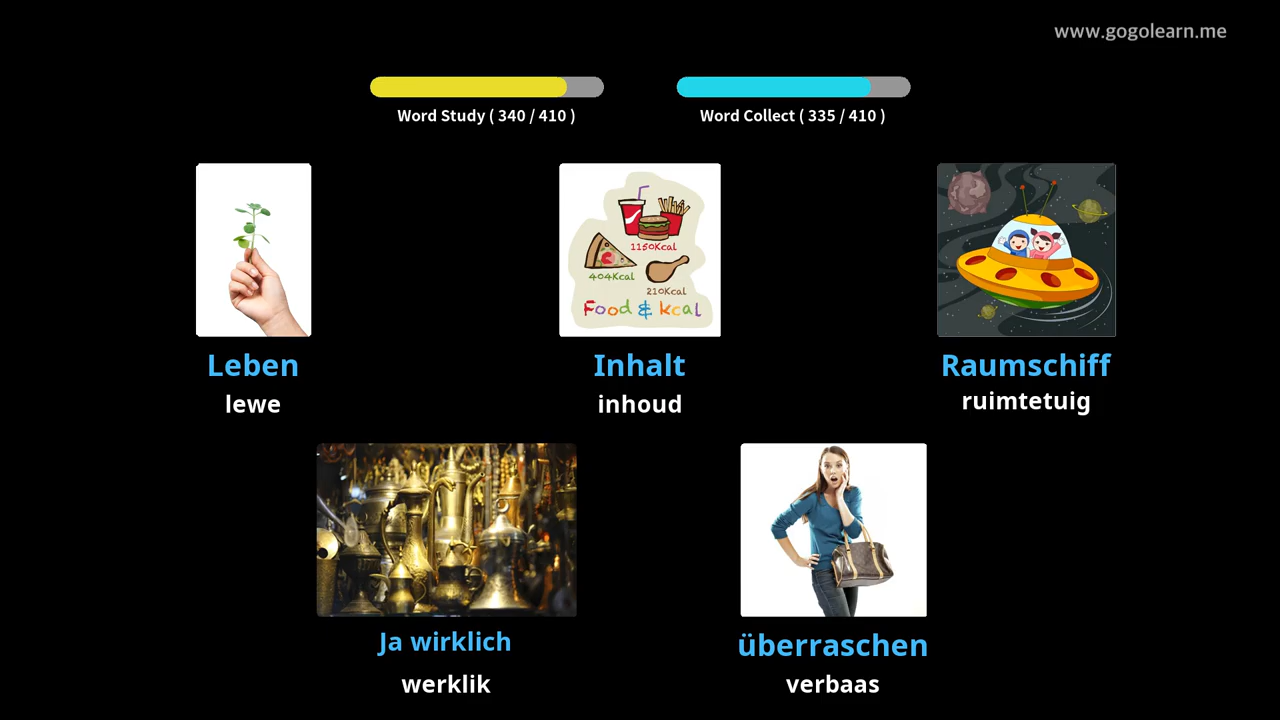 www.gogolearn.me
Word Study ( 340 / 410 )
Word Collect ( 335 / 410 )
1150Kcal
404Kcal
210Kcal
Food & kcal
Leben
Inhalt
Raumschiff
lewe
inhoud
ruimtetuig
Ja wirklich
überraschen
werklik
verbaas